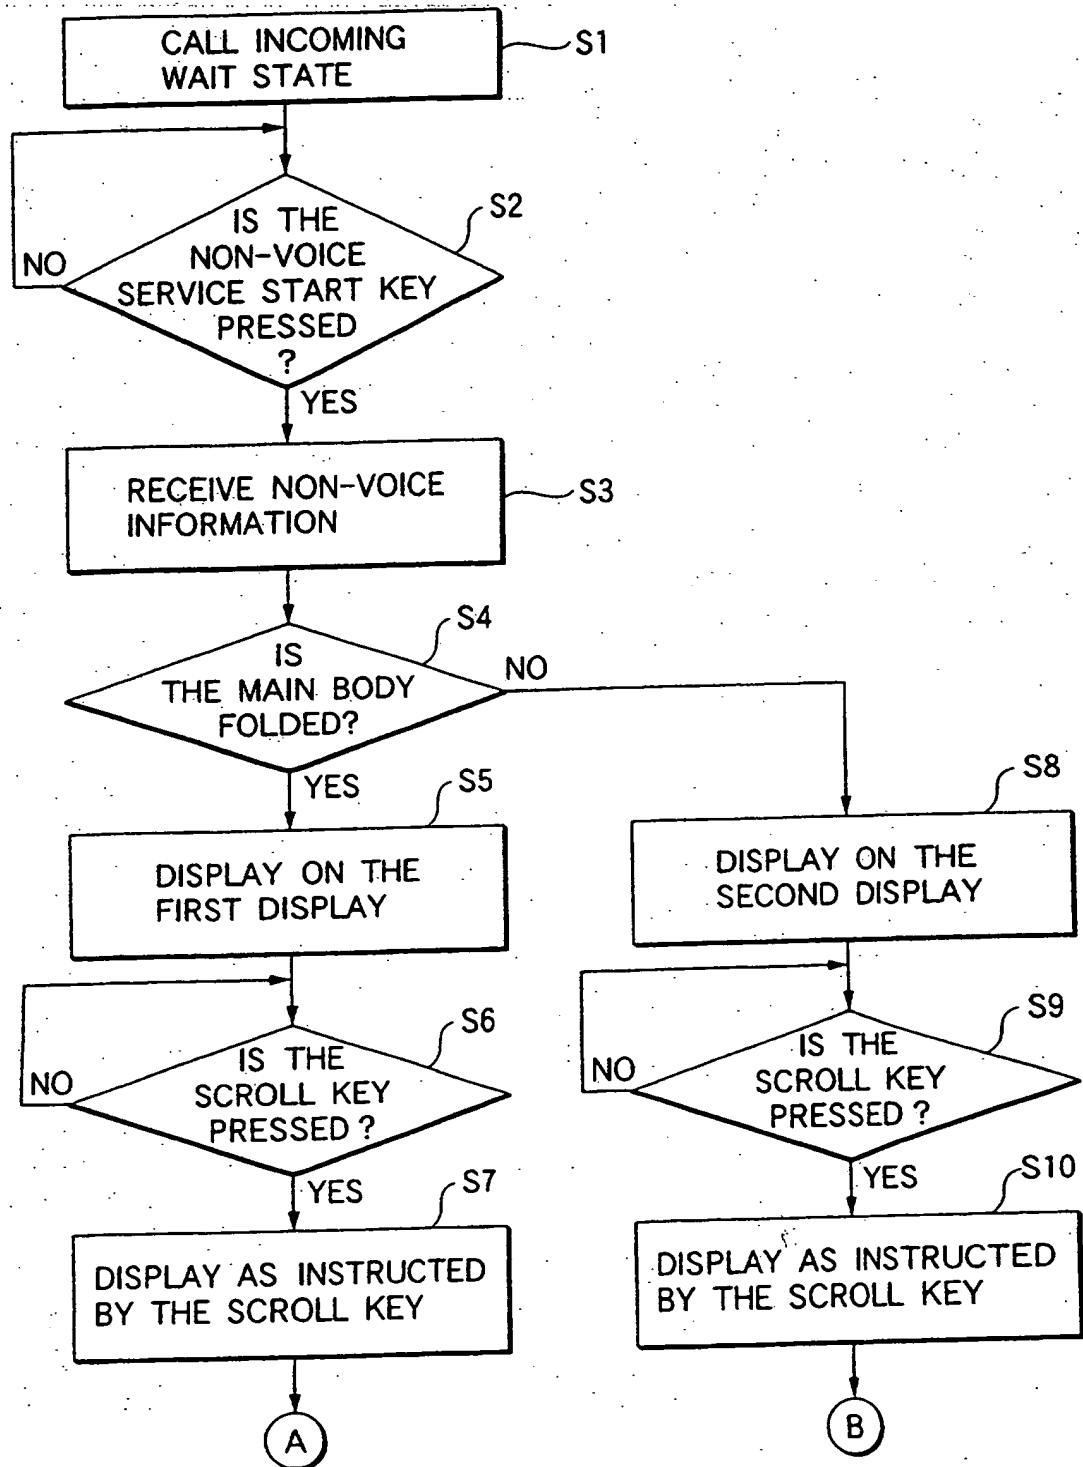 CALL INCOMING
WAIT STATE
S1
S2
IS THE
NON-VOICE
SERVICE START KEY
PRESSED
?
NO
YES
RECEIVE NON-VOICE
INFORMATION
S3
S4
IS
THE MAIN BODY
FOLDED?
NO
YES
S5
DISPLAY ON THE
FIRST DISPLAY
S8
DISPLAY ON THE
SECOND DISPLAY
S6
IS THE
SCROLL KEY
PRESSED?
NO
YES
S9
IS THE
SCROLL KEY
PRESSED?
NO
YES
S7
DISPLAY AS INSTRUCTED
BY THE SCROLL KEY
S10
DISPLAY AS INSTRUCTED
BY THE SCROLL KEY
A
B